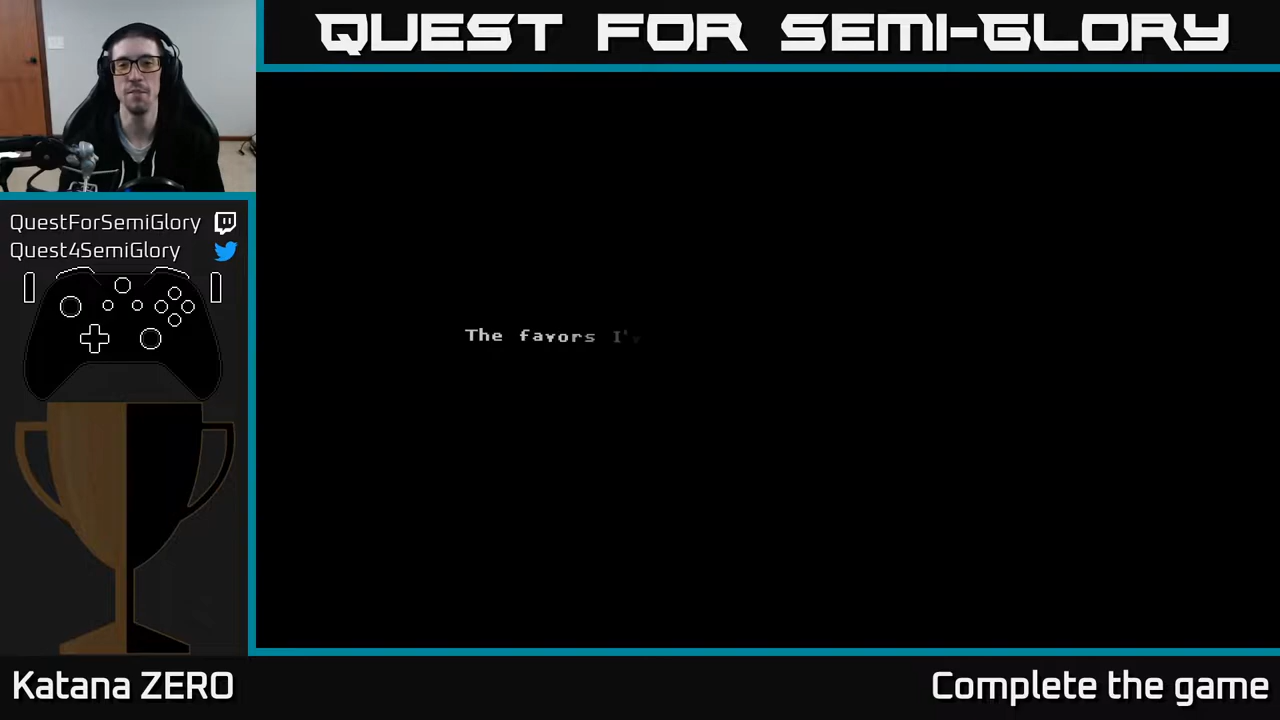 QUEST FOR SEMI-GLORY
QuestForSemiGlory
Quest4SemiGlory
The favors I'v
Katana ZERO
Complete the game